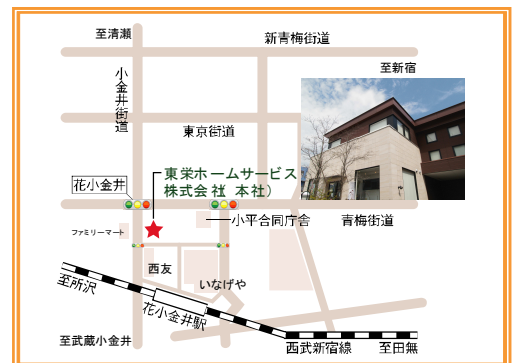 至清瀬
新青梅街道
至新宿
小金井街道
東京街道
東栄ホームサービス
株式会社（本社）
花小金井
小平合同庁舎
青梅街道
ファミリーマート
西友
いなげや
至所沢
花小金井駅
至武蔵小金井
西武新宿線
至田無